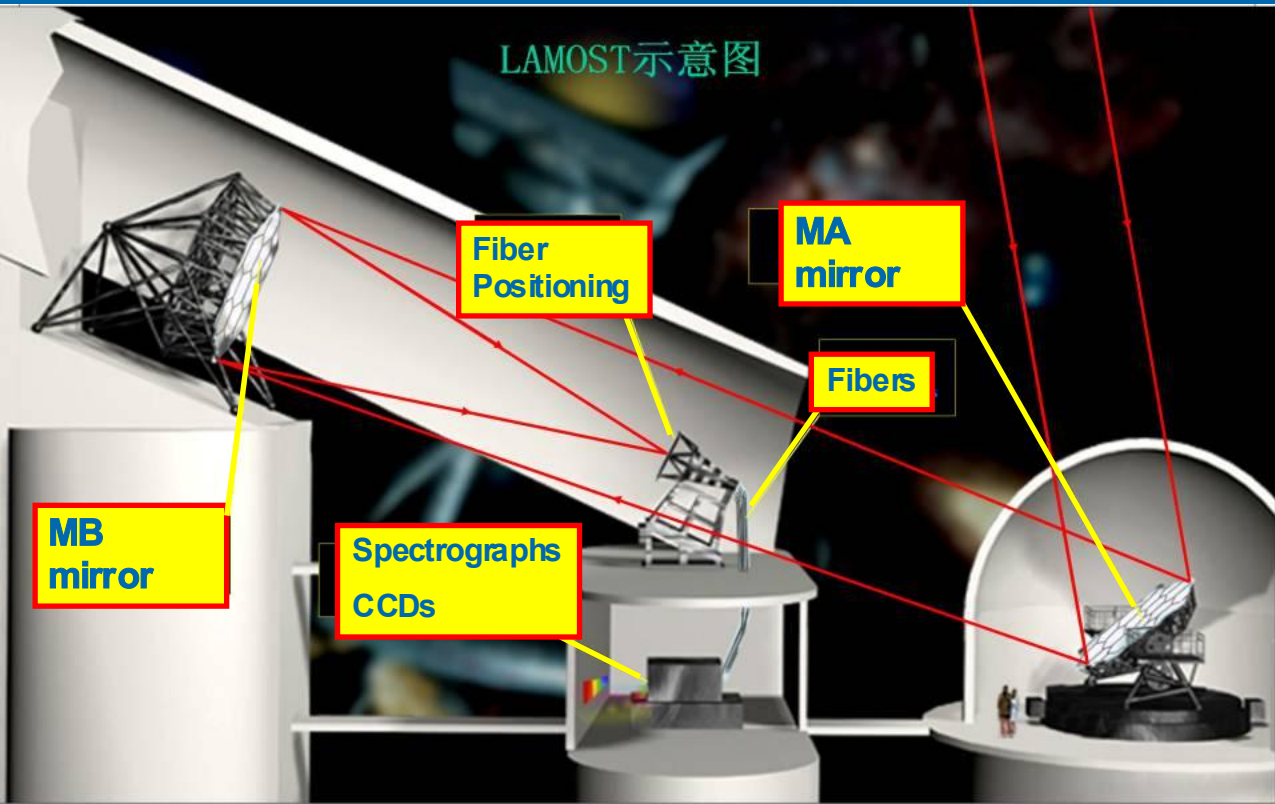 LAMOST示意图
Fiber
Positioning
MA
mirror
Fibers
MB
mirror
Spectrographs
CCDs